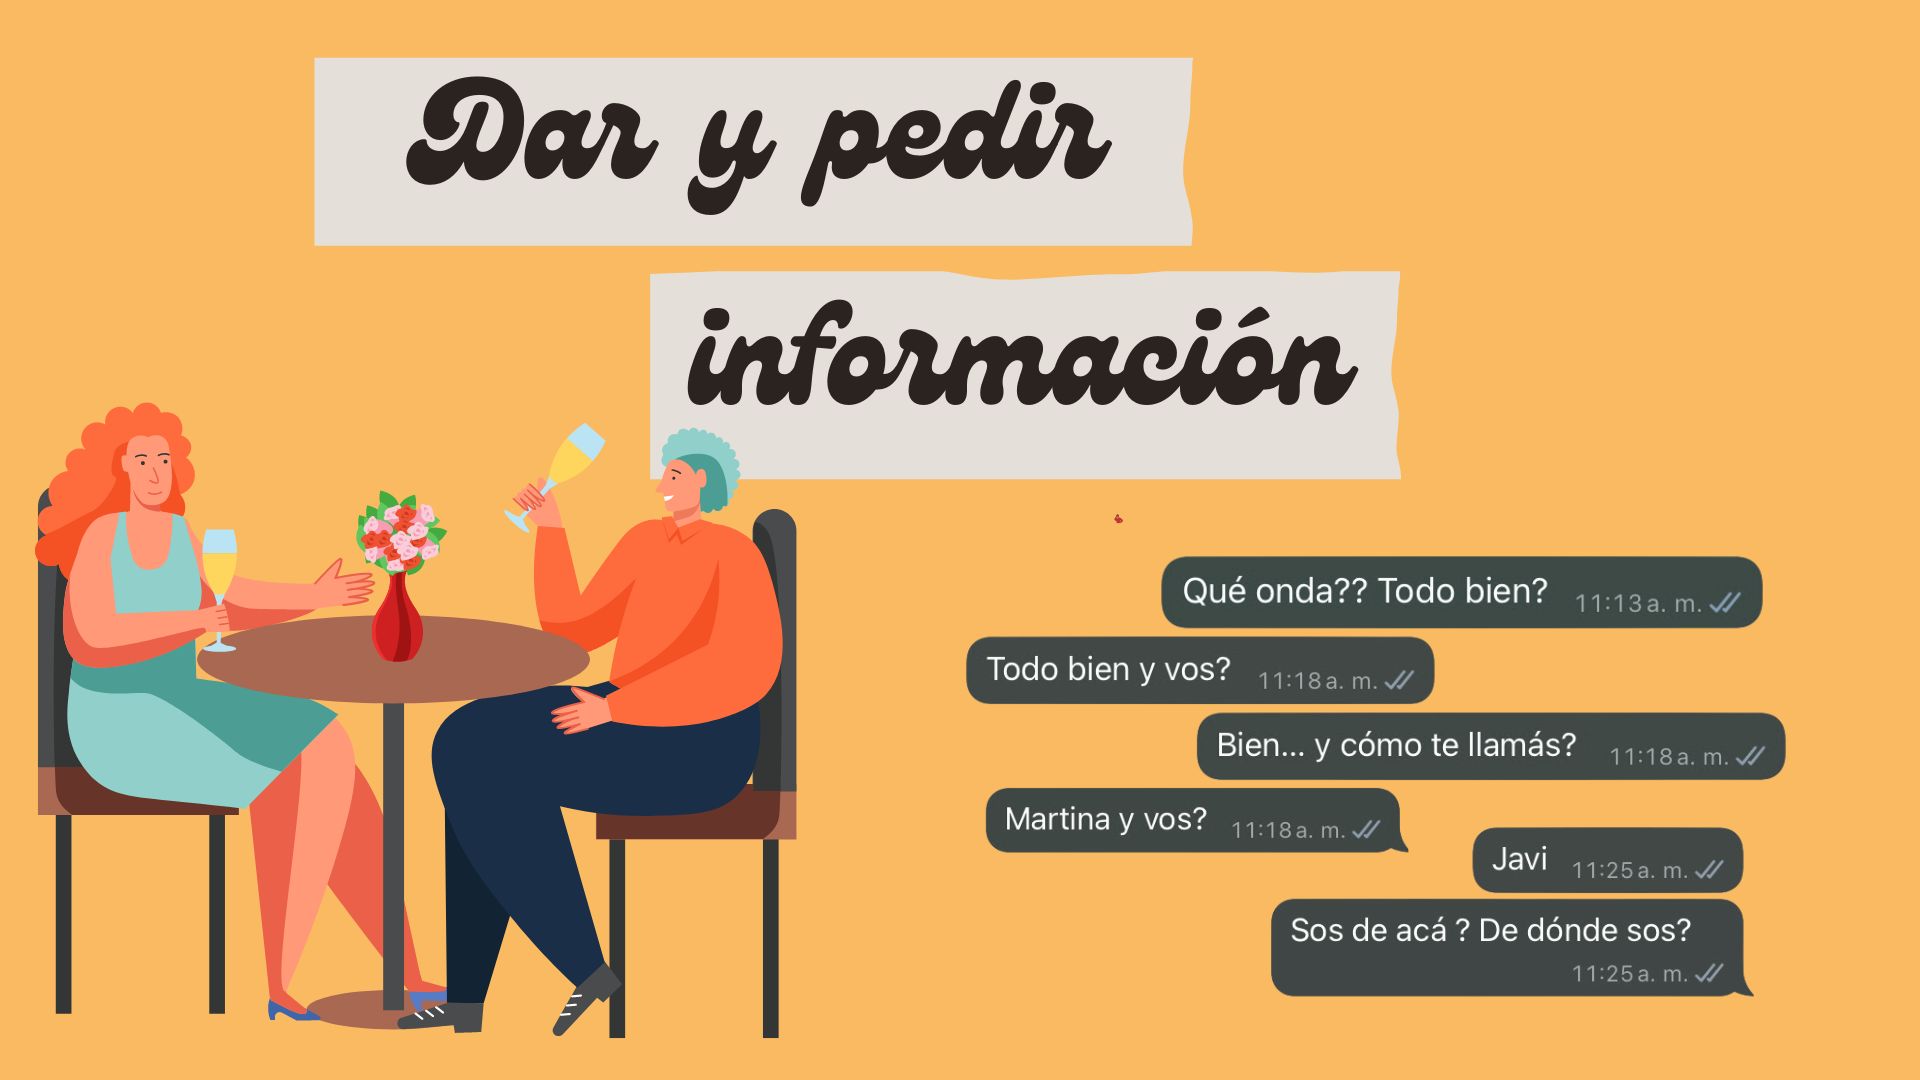 Dar y pedir
información
Qué onda?? Todo bien? 11:13 a. m.
Todo bien y vos? 11:18 a. m.
Bien... y cómo te llamás? 11:18 a. m.
Martina y vos? 11:18 a. m.
Javi 11:25 a. m.
Sos de acá ? De dónde sos?
11:25 a. m.